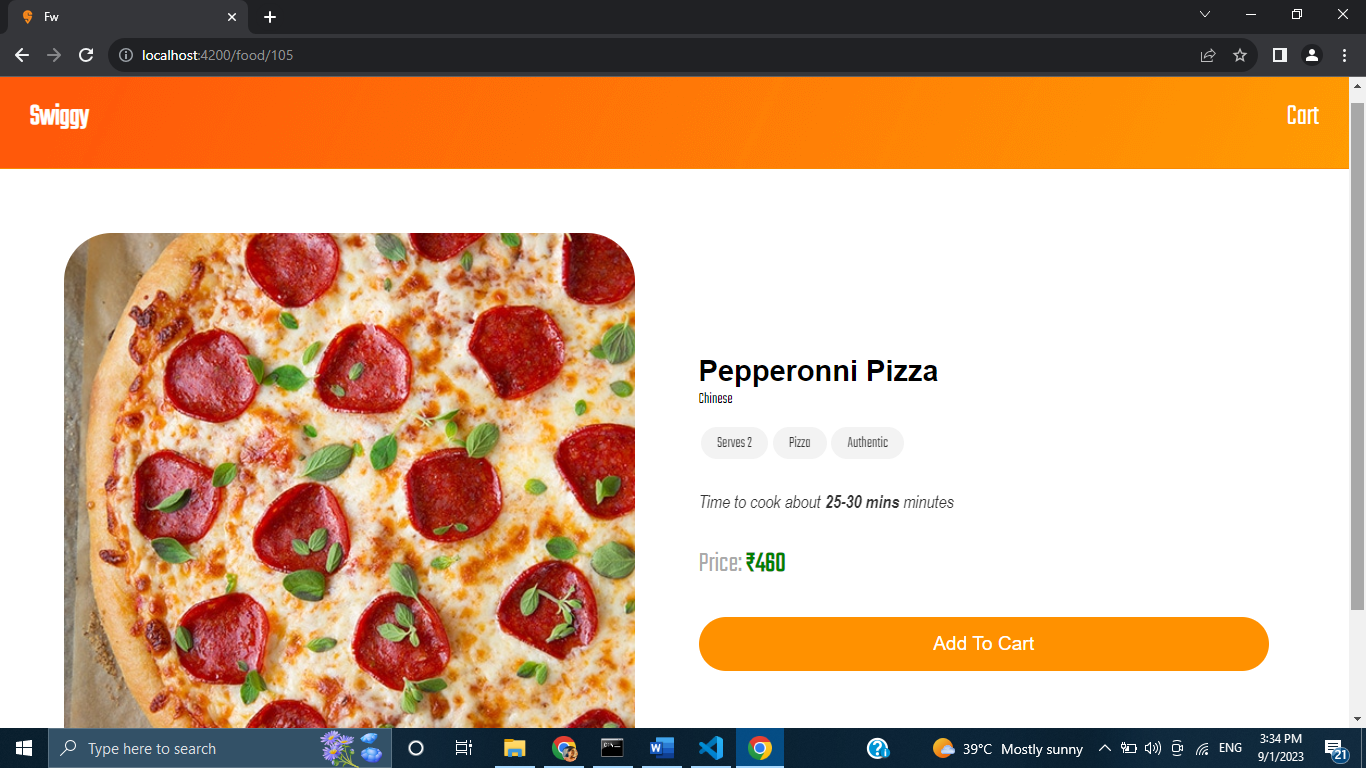 Fw
localhost:4200/food/105
Swiggy
Cart
Pepperonni Pizza
Chinese
Serves 2 Pizza Authentic
Time to cook about 25-30 mins minutes
Price: ₹460
Add To Cart
Type here to search
39°C Mostly sunny
ENG
3:34 PM
9/1/2023
21